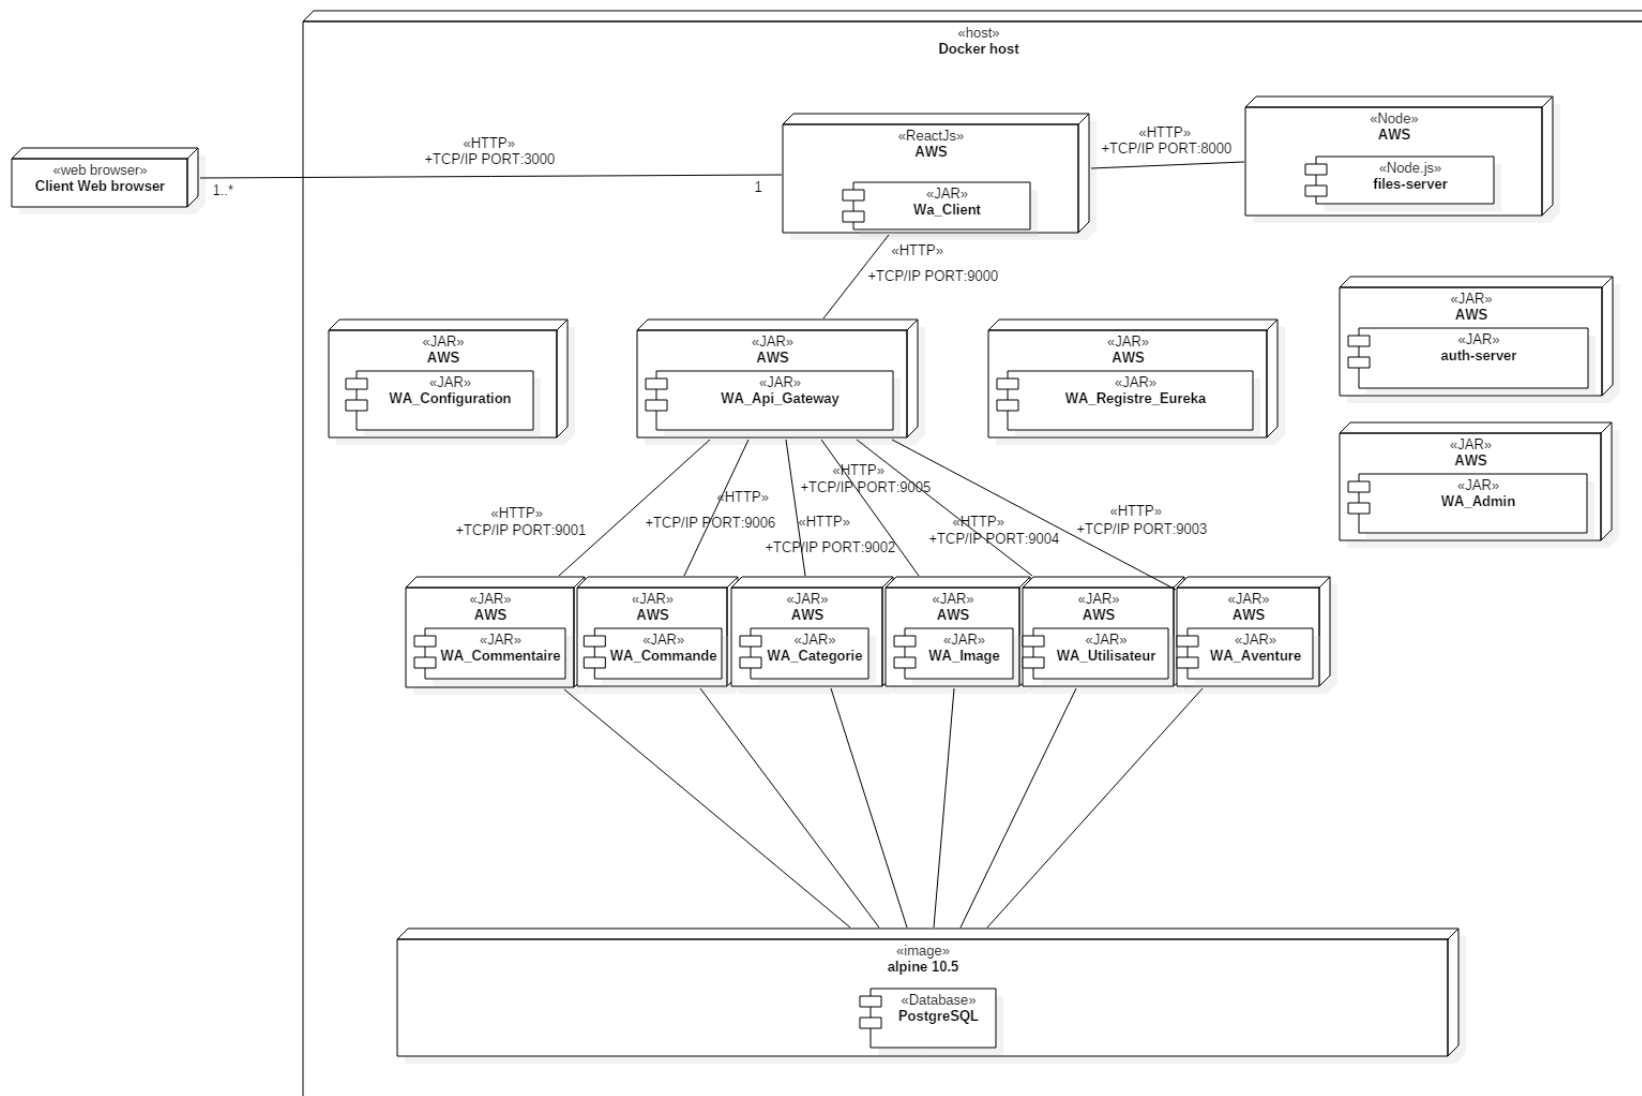 «host»
Docker host
«web browser»
Client Web browser
1..*
«HTTP»
+TCP/IP PORT:3000
1
«ReactJs»
AWS
«JAR»
Wa_Client
«HTTP»
+TCP/IP PORT:8000
«Node»
AWS
«Node.js»
files-server
«HTTP»
+TCP/IP PORT:9000
«JAR»
AWS
«JAR»
WA_Configuration
«JAR»
AWS
«JAR»
WA_Api_Gateway
«JAR»
AWS
«JAR»
WA_Registre_Eureka
«JAR»
AWS
«JAR»
auth-server
«JAR»
AWS
«JAR»
WA_Admin
«HTTP»
+TCP/IP PORT:9001
«HTTP»
+TCP/IP PORT:9006
«HTTP»
+TCP/IP PORT:9002
«HTTP»
+TCP/IP PORT:9005
«HTTP»
+TCP/IP PORT:9004
«HTTP»
+TCP/IP PORT:9003
«JAR»
AWS
«JAR»
WA_Commentaire
«JAR»
AWS
«JAR»
WA_Commande
«JAR»
AWS
«JAR»
WA_Categorie
«JAR»
AWS
«JAR»
WA_Image
«JAR»
AWS
«JAR»
WA_Utilisateur
«JAR»
AWS
«JAR»
WA_Aventure
«image»
alpine 10.5
«Database»
PostgreSQL